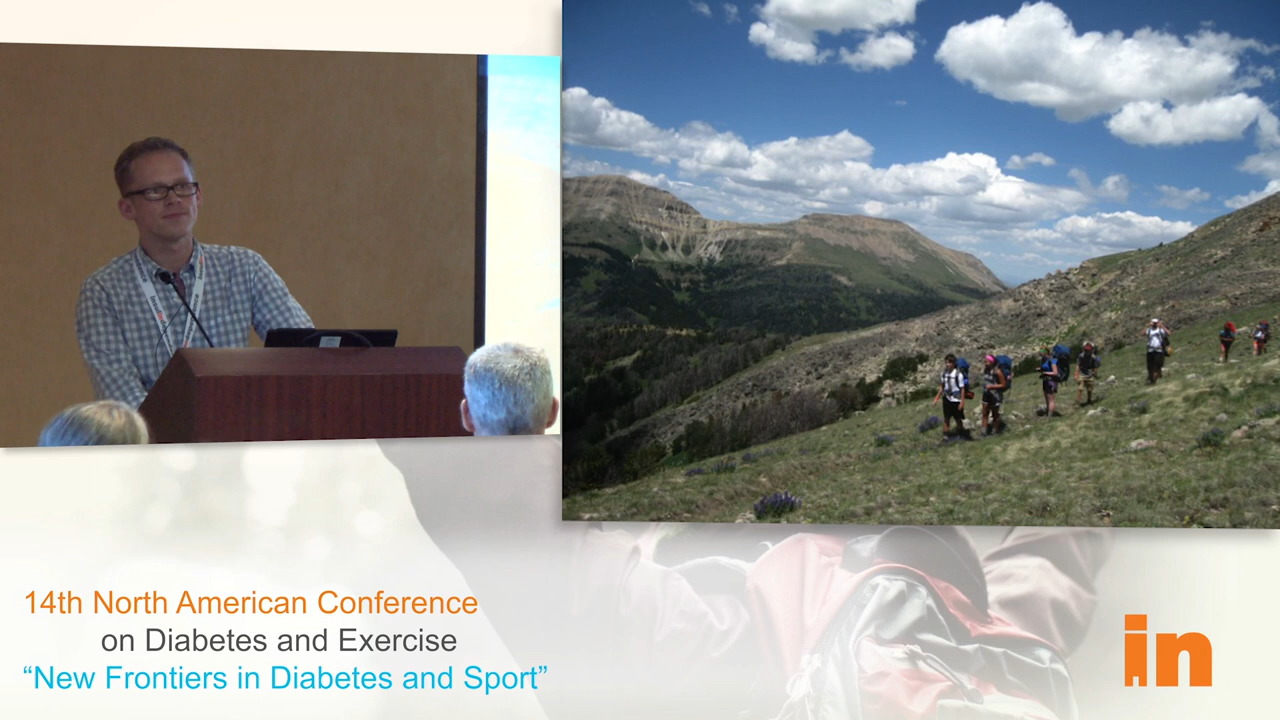 14th North American Conference
on Diabetes and Exercise
“New Frontiers in Diabetes and Sport”
in